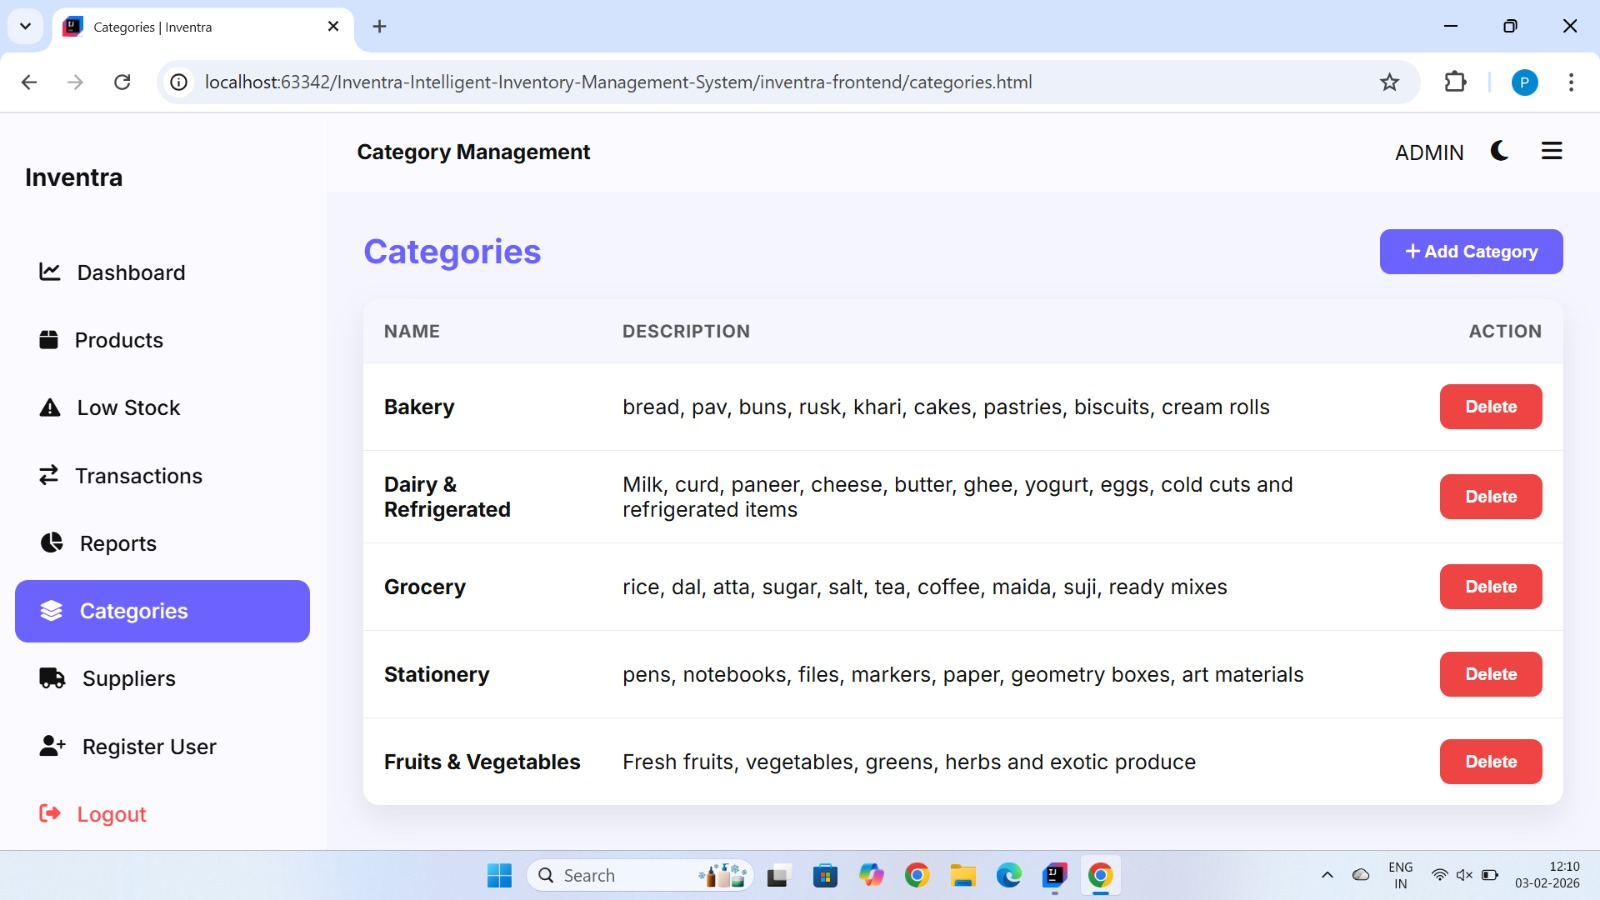 Categories | Inventra
localhost:63342/Inventra-Intelligent-Inventory-Management-System/inventra-frontend/categories.html
P
Inventra
Dashboard
Products
Low Stock
Transactions
Reports
Categories
Suppliers
Register User
Logout
Category Management
ADMIN
Categories
+ Add Category
NAME DESCRIPTION ACTION
Bakery bread, pav, buns, rusk, khari, cakes, pastries, biscuits, cream rolls Delete
Dairy & Milk, curd, paneer, cheese, butter, ghee, yogurt, eggs, cold cuts and
Refrigerated refrigerated items Delete
Grocery rice, dal, atta, sugar, salt, tea, coffee, maida, suji, ready mixes Delete
Stationery pens, notebooks, files, markers, paper, geometry boxes, art materials Delete
Fruits & Vegetables Fresh fruits, vegetables, greens, herbs and exotic produce Delete
Search
ENG
IN
12:10
03-02-2026